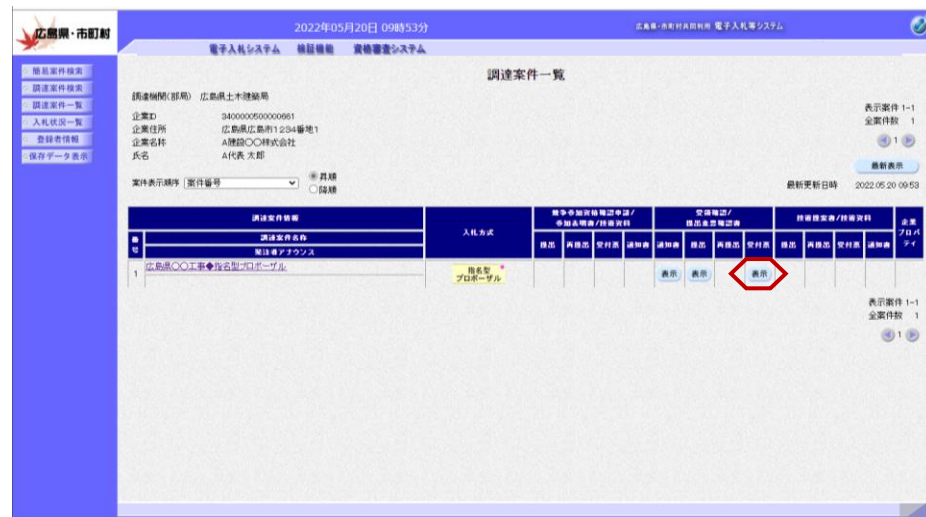 広島県・市町村
2022年05月20日 09時53分
広島県・市町村共同利用 電子入札等システム
電子入札システム 検証機能 資格審査システム
簡易案件検索
調達案件検索
調達案件一覧
入札状況一覧
登録者情報
保存データ表示
調達案件一覧
調達機関(部局) 広島県土木建築局
企業ID 3400000500000661
企業住所 広島県広島市1234番地1
企業名称 A建設〇〇株式会社
氏名 A代表 太郎
案件表示順序 案件番号
昇順
降順
表示案件 1-1
全案件数 1
1
最新表示
最新更新日時 2022.05.20 09:53
番号
調達案件情報
調達案件名称
発注者アナウンス
入札方式
競争参加資格確認申請/
参加表明書/技術資料
提出 再提出 受付票 通知書
受領確認/
提出意思確認書
通知書 提出 再提出 受付票
技術提案書/技術資料
提出 再提出 受付票 通知書
企業
プロパ
ティ
1
広島県〇〇工事◆指名型プロポーザル
指名型
プロポーザル
表示 表示 表示
表示案件 1-1
全案件数 1
1